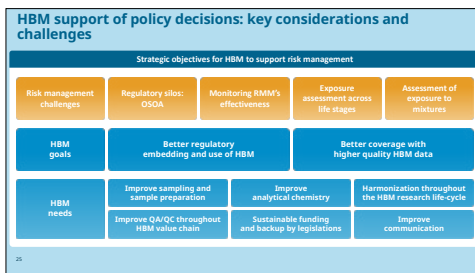 HBM support of policy decisions: key considerations and
challenges
Strategic objectives for HBM to support risk management
Risk management
challenges
Regulatory silos:
OSOA
Monitoring RMM's
effectiveness
Exposure
assessment across
life stages
Assessment of
exposure to
mixtures
HBM
goals
Better regulatory
embedding and use of HBM
Better coverage with
higher quality HBM data
HBM
needs
Improve sampling and
sample preparation
Improve
analytical chemistry
Harmonization throughout
the HBM research life-cycle
Improve QA/QC throughout
HBM value chain
Sustainable funding
and backup by legislations
Improve
communication
25